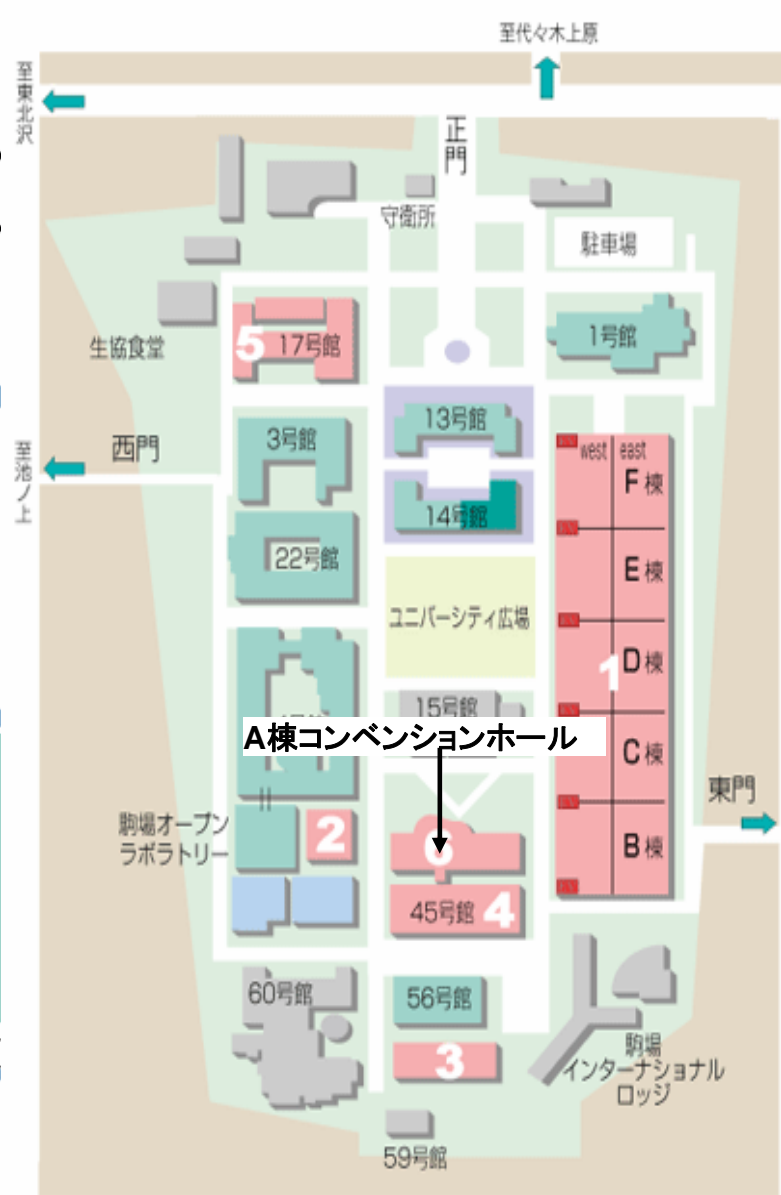 至代々木上原
至東北沢
正門
守衛所
駐車場
生協食堂
5 17号館
1号館
13号館
西門
3号館
至池ノ上
west east
F棟
14号館
22号館
E棟
ユニバーシティ広場
1 D棟
15号館
A棟コンベンションホール
C棟
東門
駒場オープン
ラボラトリー
2
6
B棟
45号館 4
60号館
56号館
3
駒場
インターナショナル
ロッジ
59号館